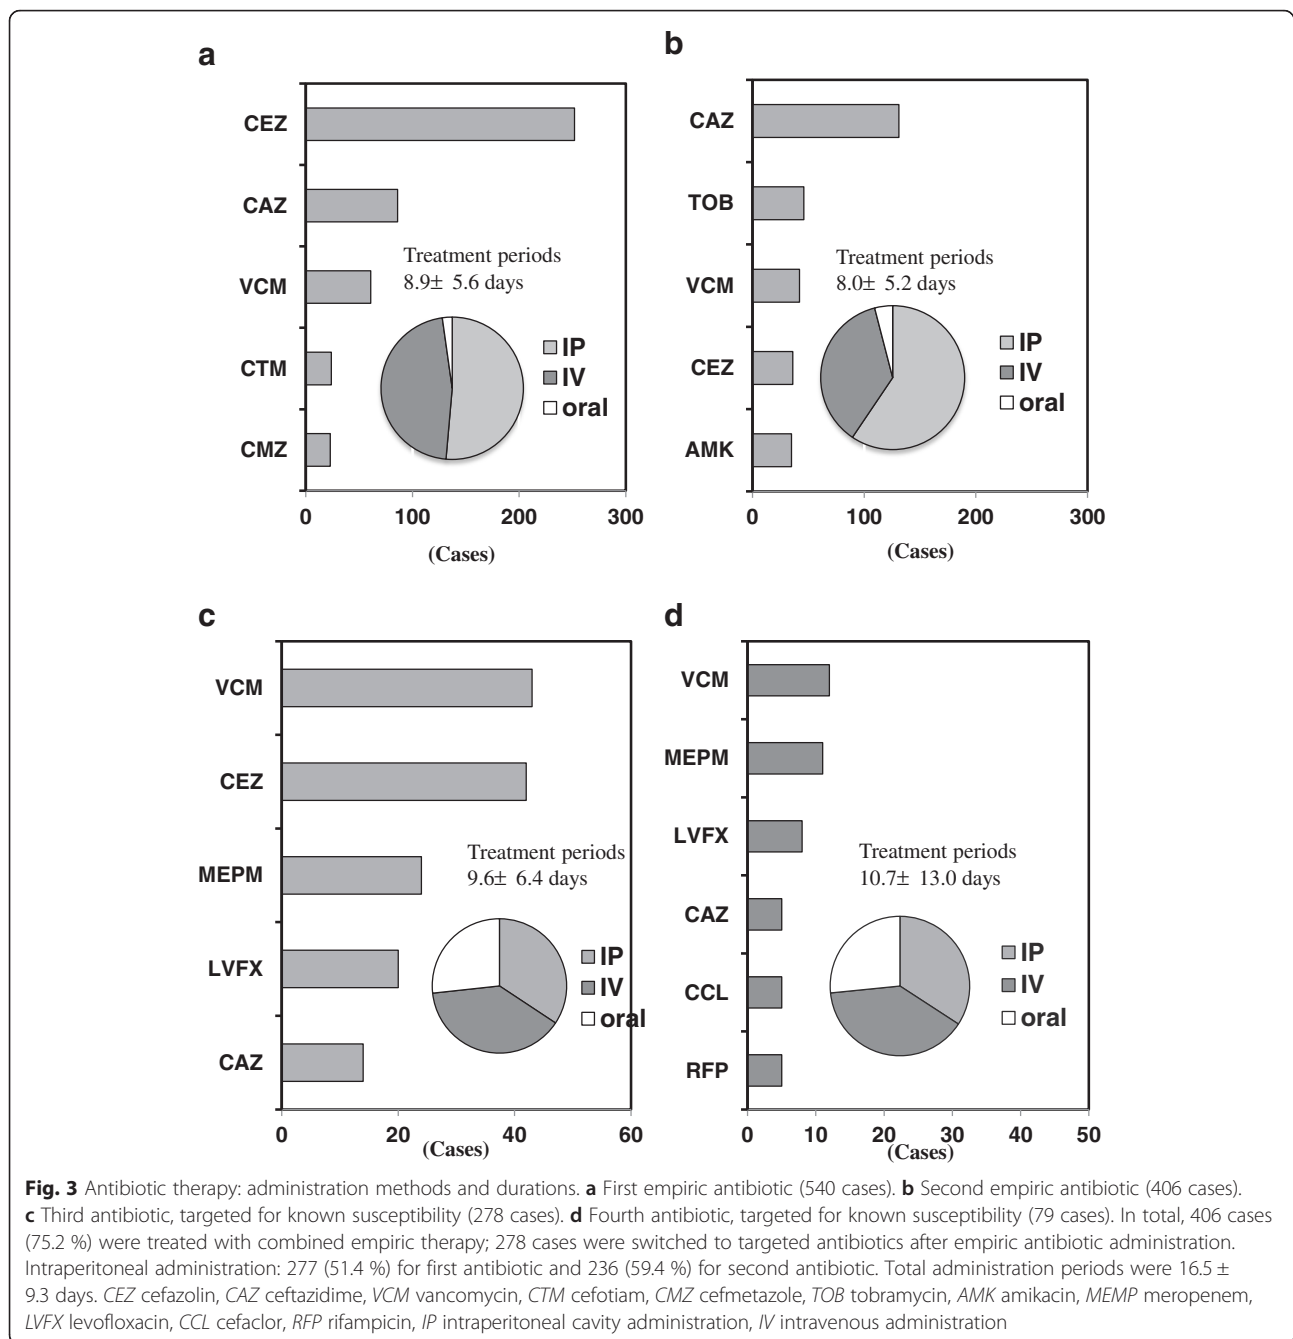 a
CEZ
CAZ
VCM
CTM
CMZ
Treatment periods
8.9± 5.6 days
IP
IV
oral
0 100 200 300
(Cases)
b
CAZ
TOB
VCM
CEZ
AMK
Treatment periods
8.0± 5.2 days
IP
IV
oral
0 100 200 300
(Cases)
c
VCM
CEZ
MEPM
LVFX
CAZ
Treatment periods
9.6± 6.4 days
IP
IV
oral
0 20 40 60
(Cases)
d
VCM
MEPM
LVFX
CAZ
CCL
RFP
Treatment periods
10.7± 13.0 days
IP
IV
oral
0 10 20 30 40 50
(Cases)
Fig. 3 Antibiotic therapy: administration methods and durations. a First empiric antibiotic (540 cases). b Second empiric antibiotic (406 cases).
c Third antibiotic, targeted for known susceptibility (278 cases). d Fourth antibiotic, targeted for known susceptibility (79 cases). In total, 406 cases
(75.2 %) were treated with combined empiric therapy; 278 cases were switched to targeted antibiotics after empiric antibiotic administration.
Intraperitoneal administration: 277 (51.4 %) for first antibiotic and 236 (59.4 %) for second antibiotic. Total administration periods were 16.5 ±
9.3 days. CEZ cefazolin, CAZ ceftazidime, VCM vancomycin, CTM cefotiam, CMZ cefmetazole, TOB tobramycin, AMK amikacin, MEMP meropenem,
LVFX levofloxacin, CCL cefaclor, RFP rifampicin, IP intraperitoneal cavity administration, IV intravenous administration